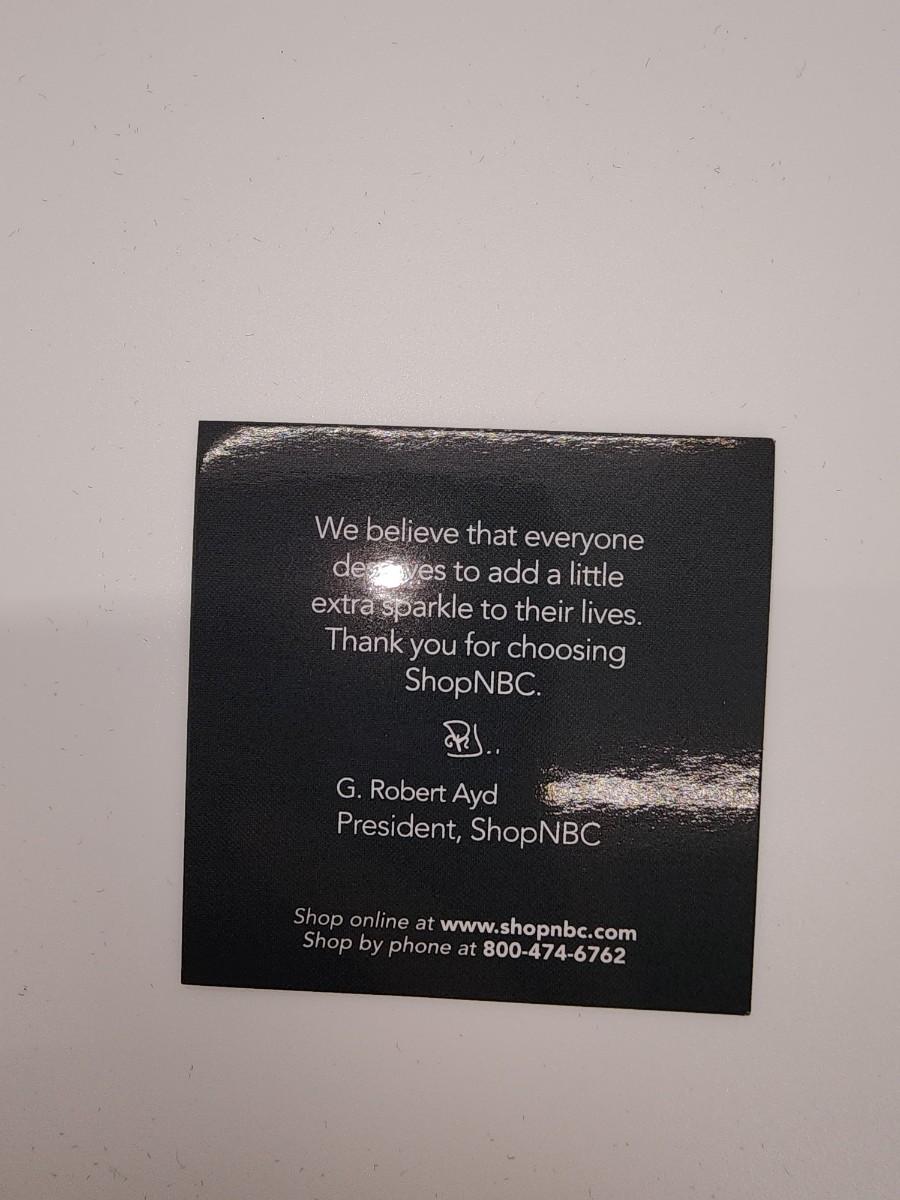 We believe that everyone
to add a little
extra sparkle to their lives.
Thank you for choosing
ShopNBC.
G. Robert Ayd
President, ShopNBC
Shop online at www.shopnbc.com
Shop by phone at 800-474-6762